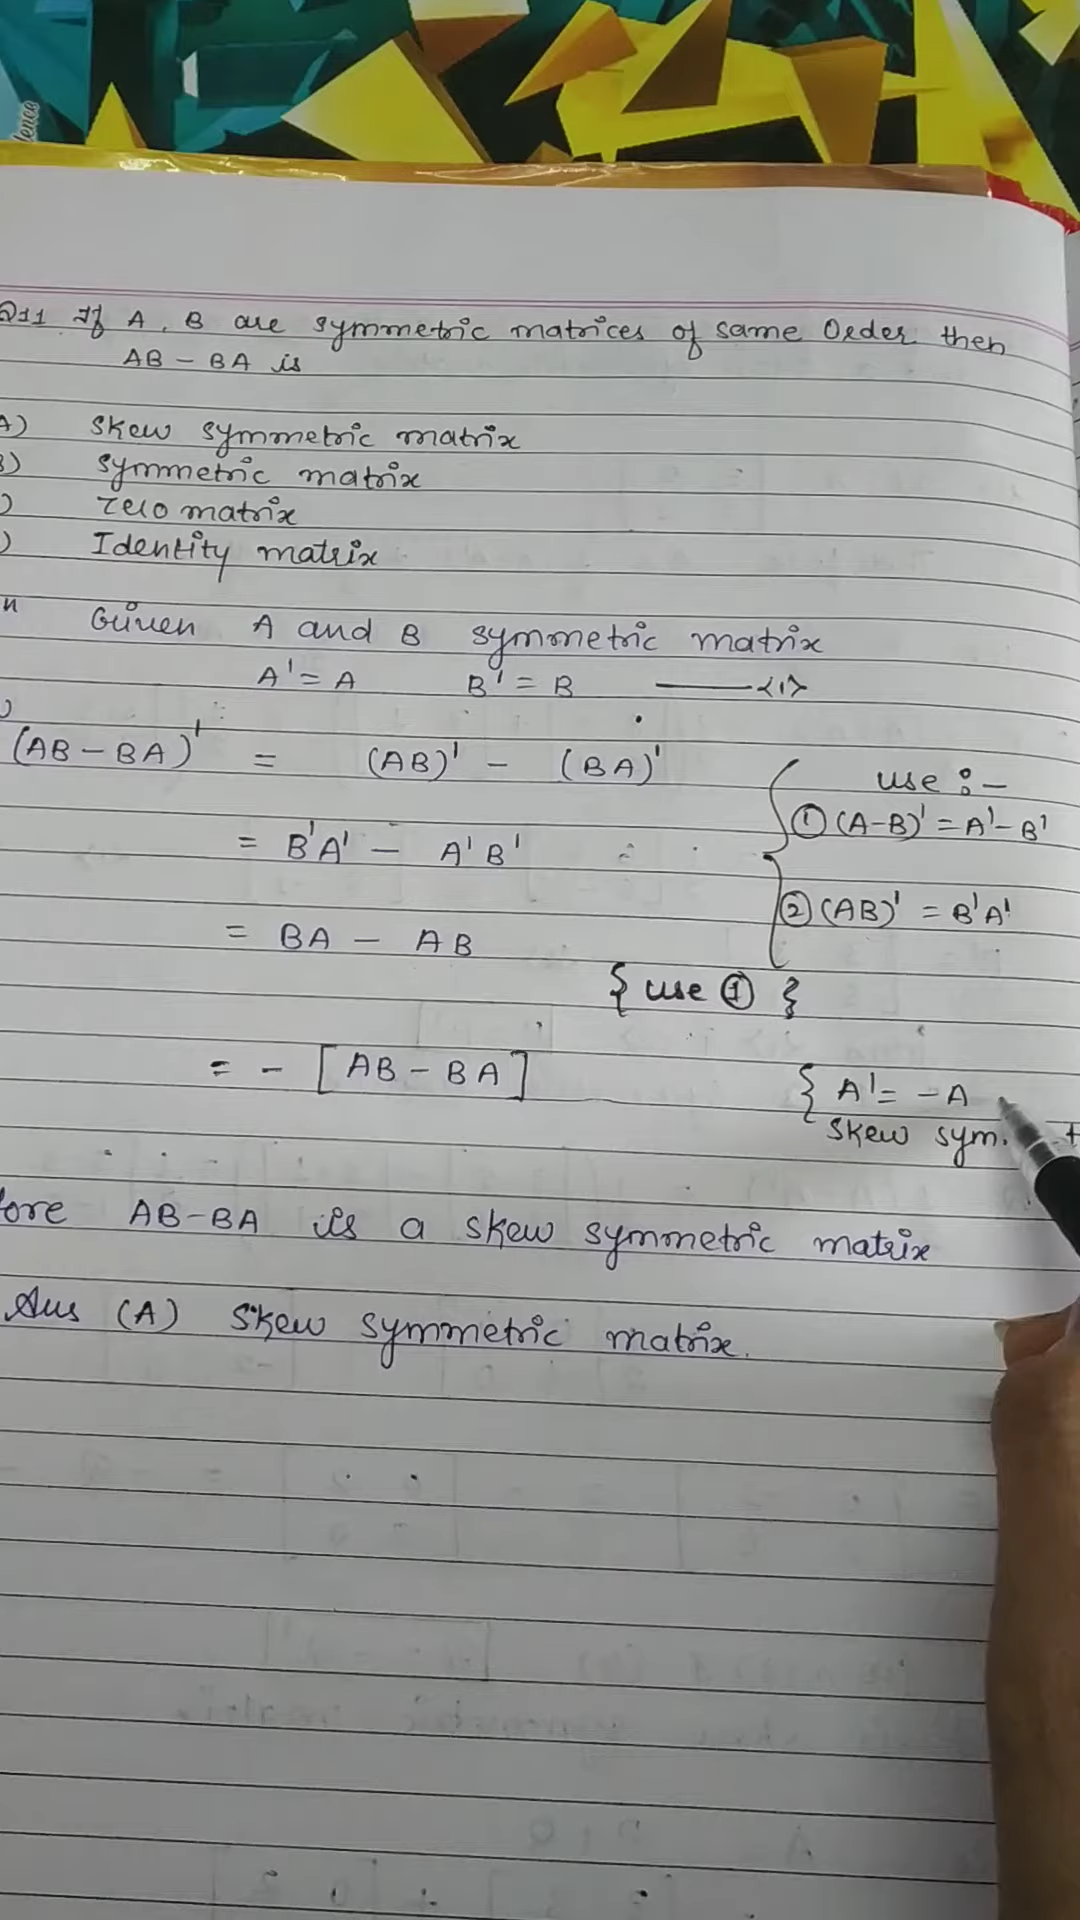 lence
Q11 If A, B are symmetric matrices of same Order then
AB - BA is
A) Skew symmetric matrix
B) symmetric matrix
) Zero matrix
) Identity matrix
n Given A and B symmetric matrix
A' = A B' = B ——<1>
(AB - BA)' = (AB)' - (BA)'
use :-
① (A-B)' = A' - B'
= B'A' - A'B'
② (AB)' = B'A'
= BA - AB
{ use ① }
= - [AB - BA] { A' = -A
Skew sym.
fore AB-BA is a skew symmetric matrix
Ans (A) Skew symmetric matrix.